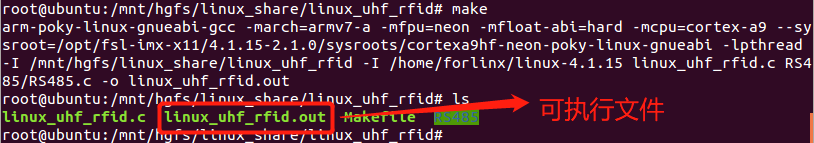 root@ubuntu:/mnt/hgfs/linux_share/linux_uhf_rfid# make
arm-poky-linux-gnueabi-gcc -march=armv7-a -mfpu=neon -mfloat-abi=hard -mcpu=cortex-a9 --sy
sroot=/opt/fsl-imx-x11/4.1.15-2.1.0/sysroots/cortexa9hf-neon-poky-linux-gnueabi -lpthread
-I /mnt/hgfs/linux_share/linux_uhf_rfid -I /home/forlinx/linux-4.1.15 linux_uhf_rfid.c RS4
85/RS485.c -o linux_uhf_rfid.out
root@ubuntu:/mnt/hgfs/linux_share/linux_uhf_rfid# ls
linux_uhf_rfid.c linux_uhf_rfid.out Makefile RS485 可执行文件
root@ubuntu:/mnt/hgfs/linux_share/linux_uhf_rfid#